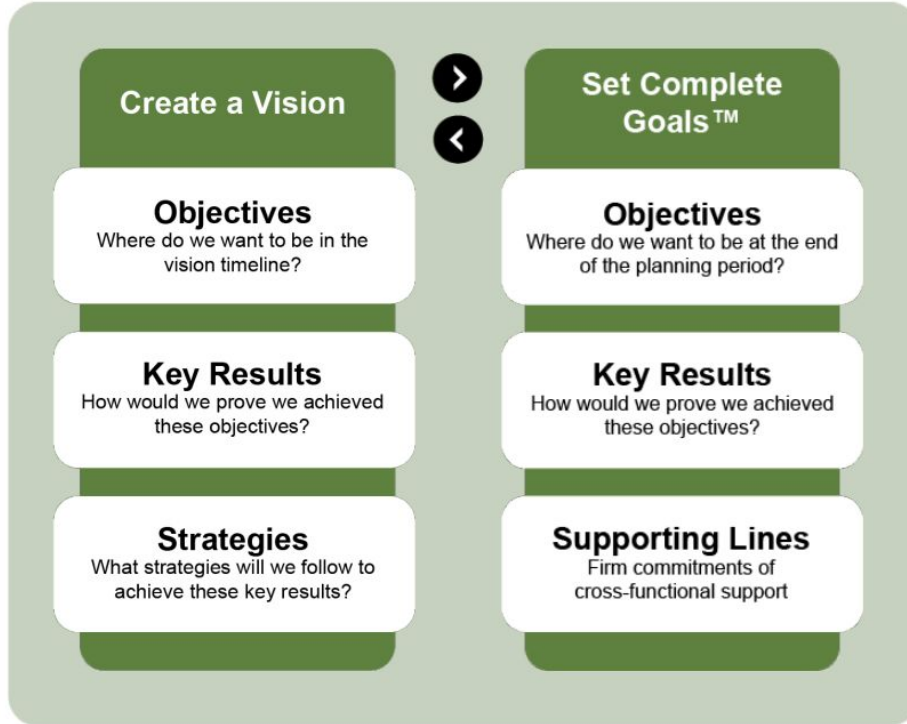 Create a Vision
Objectives
Where do we want to be in the
vision timeline?
Key Results
How would we prove we achieved
these objectives?
Strategies
What strategies will we follow to
achieve these key results?
Set Complete
Goals™
Objectives
Where do we want to be at the end
of the planning period?
Key Results
How would we prove we achieved
these objectives?
Supporting Lines
Firm commitments of
cross-functional support